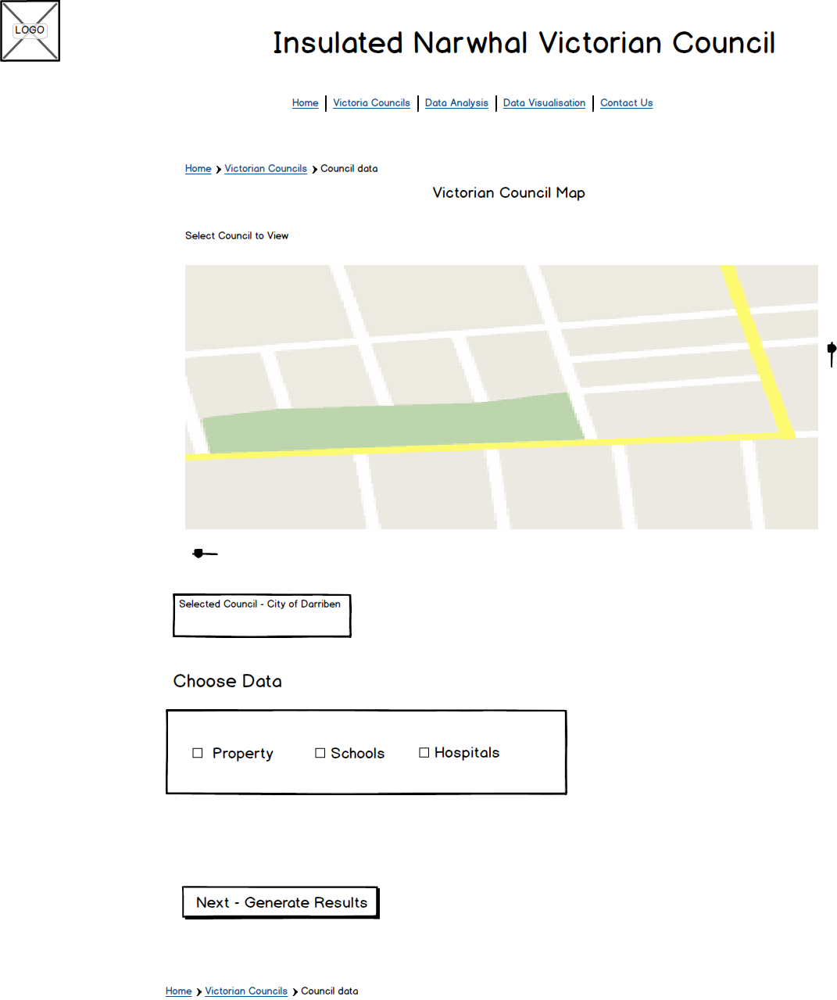 LOGO
Insulated Narwhal Victorian Council
Home Victoria Councils Data Analysis Data Visualisation Contact Us
Home Victorian Councils Council data
Victorian Council Map
Select Council to View
Selected Council - City of Darriben
Choose Data
Property Schools Hospitals
Next - Generate Results
Home Victorian Councils Council data